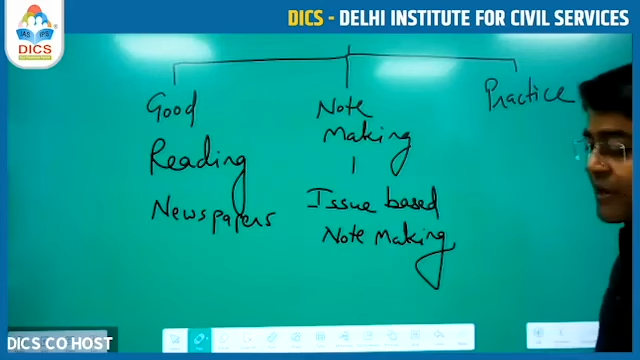 DICS - DELHI INSTITUTE FOR CIVIL SERVICES
IAS IPS
DICS
Good
Reading
Newspapers
Note
Making
Issue based
Note Making
Practice
DICS CO HOST